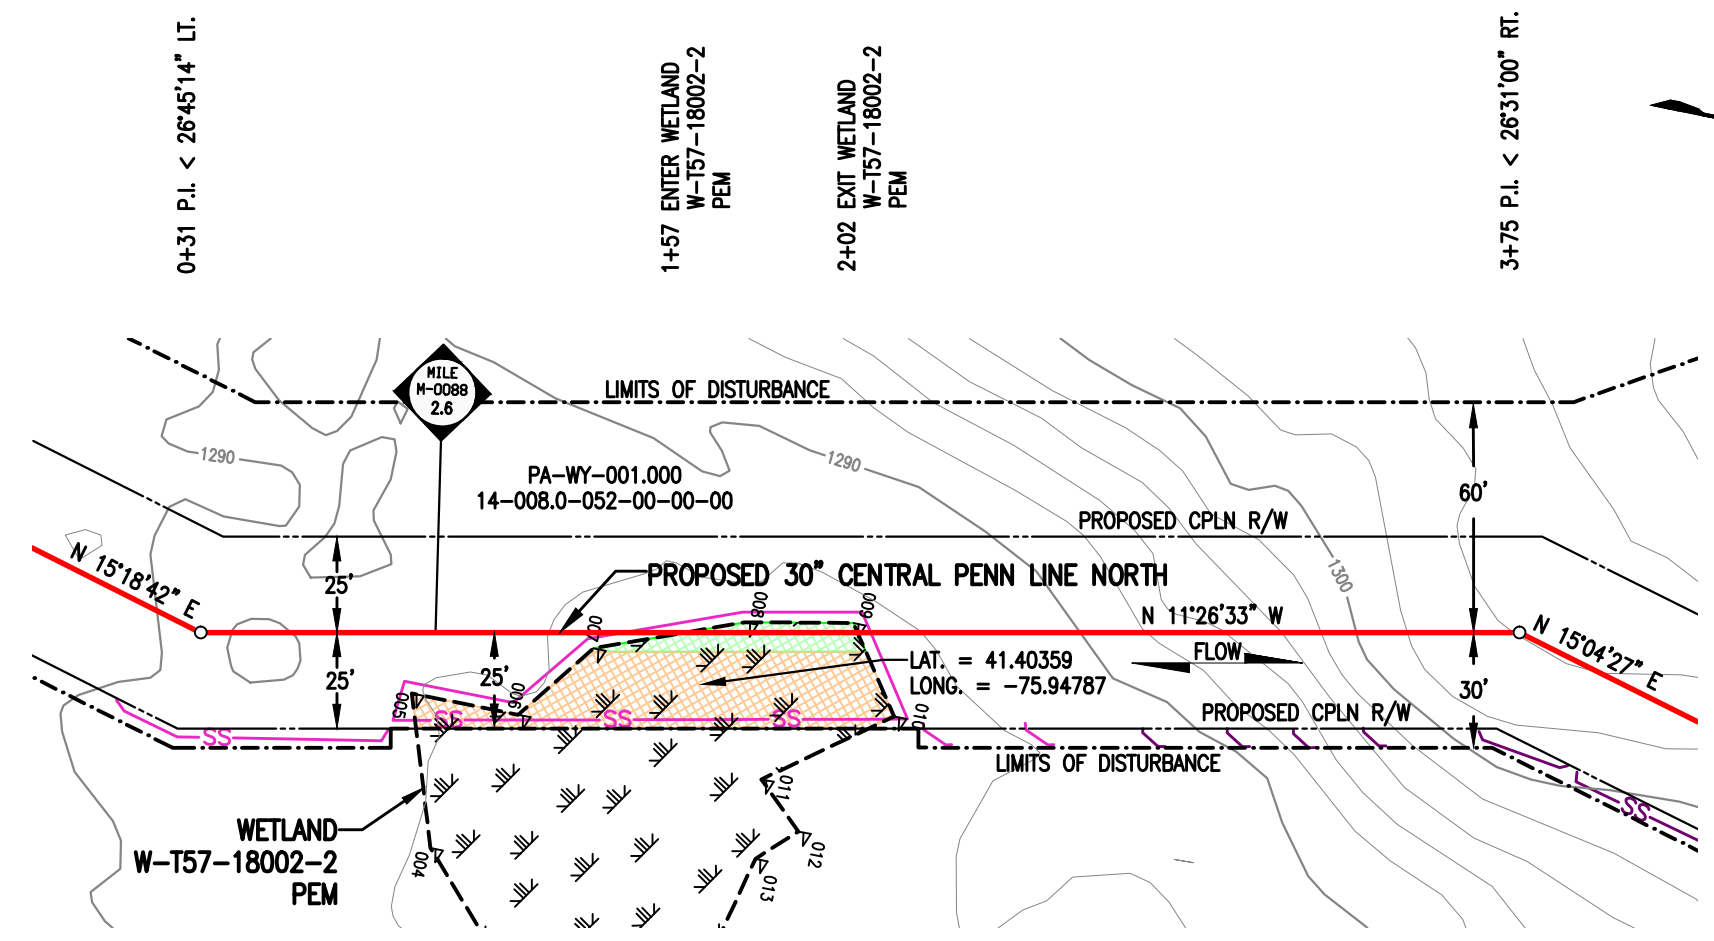 0+31 P.I. < 26°45'14" LT.
1+57 ENTER WETLAND
W-T57-18002-2
PEM
2+02 EXIT WETLAND
W-T57-18002-2
PEM
3+75 P.I. < 26°31'00" RT.
MILE
M-0088
2.6
LIMITS OF DISTURBANCE
1290
1290
PA-WY-001.000
14-008.0-052-00-00-00
60'
PROPOSED CPLN R/W
N 15°18'42" E
25'
PROPOSED 30" CENTRAL PENN LINE NORTH
1300
007
008
009
N 11°26'33" W
N 15°04'27" E
FLOW
LAT. = 41.40359
LONG. = -75.94787
25'
25'
30'
005
006
010
SS
SS
SS
SS
PROPOSED CPLN R/W
LIMITS OF DISTURBANCE
011
SS
WETLAND
W-T57-18002-2
PEM
004
012
013